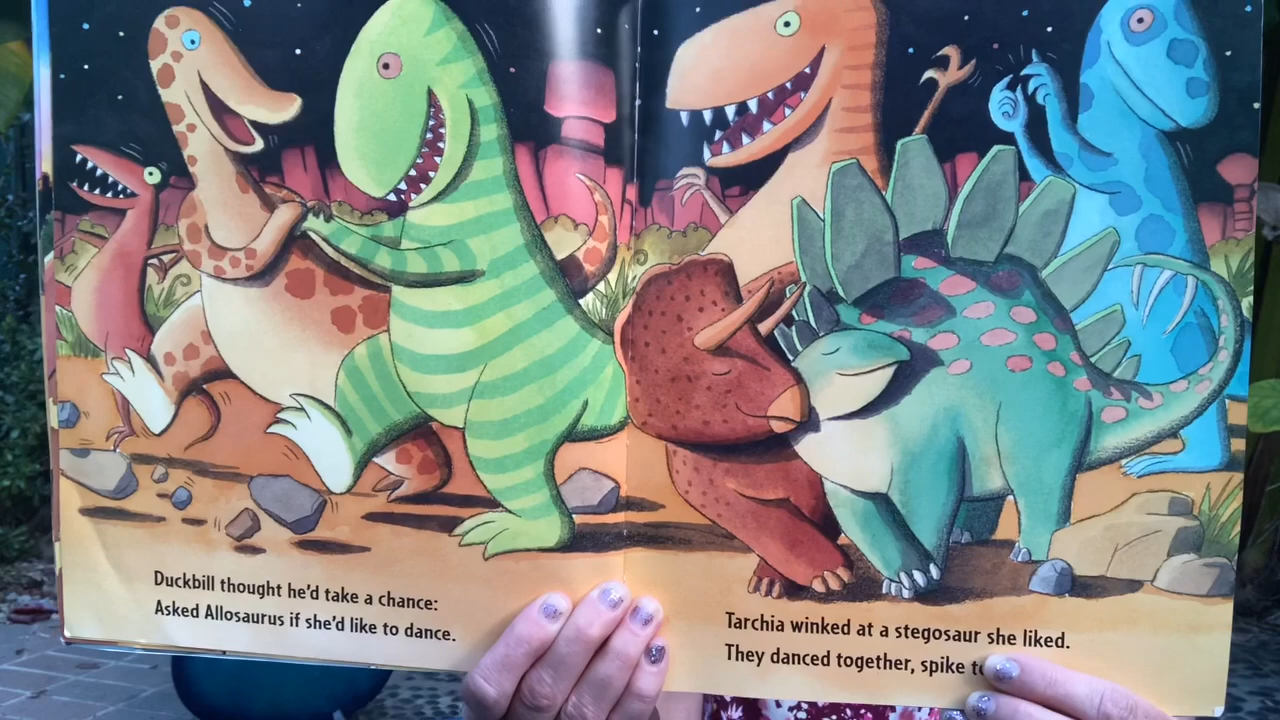 Duckbill thought he'd take a chance:
Asked Allosaurus if she'd like to dance.
Tarchia winked at a stegosaur she liked.
They danced together, spike